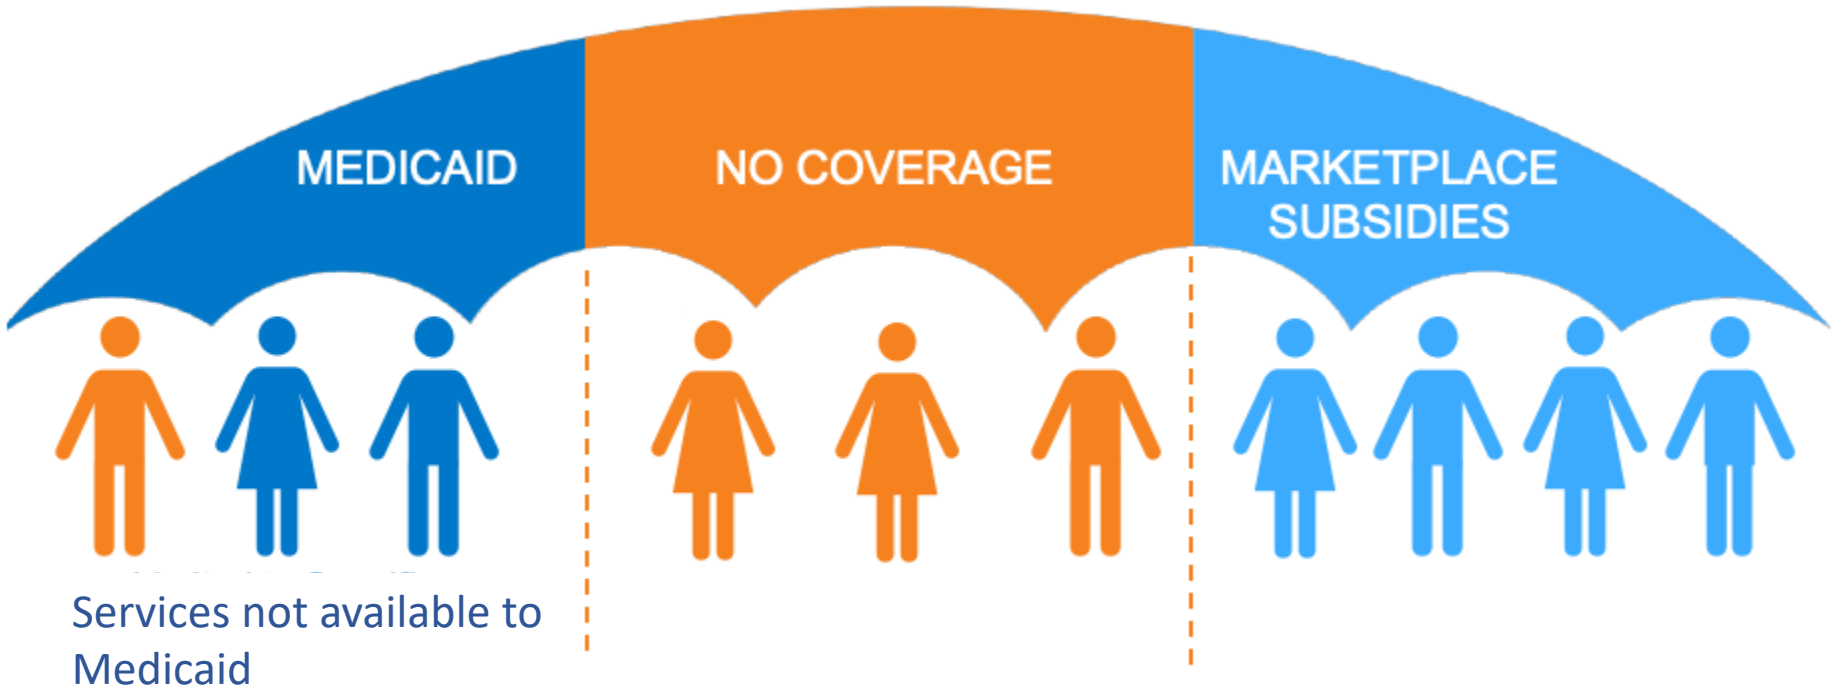 MEDICAID
NO COVERAGE
MARKETPLACE
SUBSIDIES
Services not available to
Medicaid